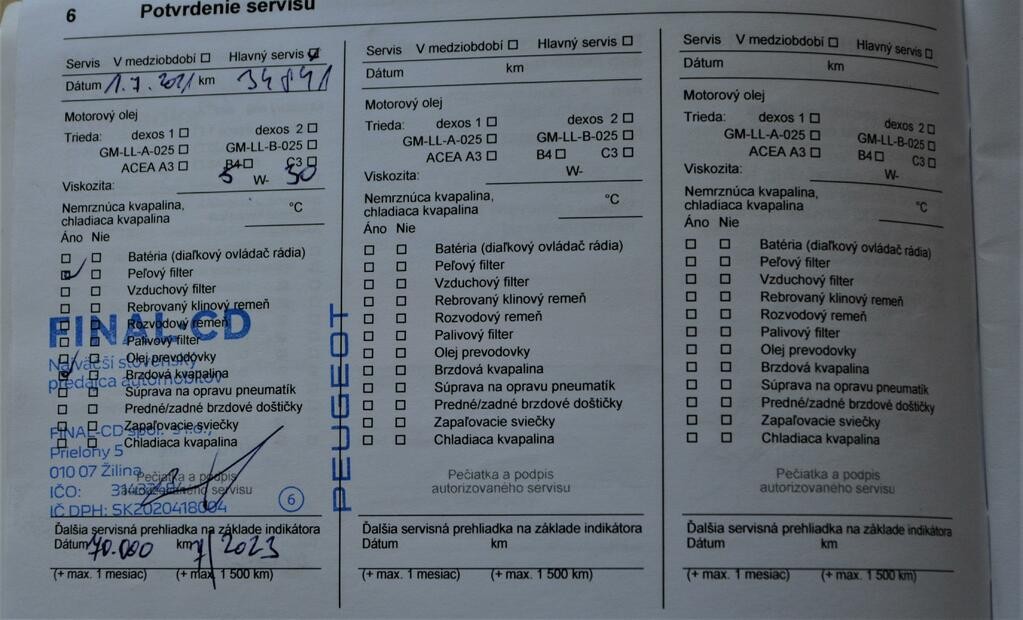 6 Potvrdenie servisu
Servis V medziobdobí ☐ Hlavný servis ☑
Dátum 1.7.2021 km 34841
Motorový olej
Trieda: dexos 1 ☐ dexos 2 ☐
GM-LL-A-025 ☐ GM-LL-B-025 ☐
ACEA A3 ☐ B4 ☐ C3 ☐
Viskozita: 5 W- 30
Nemrznúca kvapalina, °C
chladiaca kvapalina
Áno Nie
☐ ☐ Batéria (diaľkový ovládač rádia)
☑ ☐ Peľový filter
☐ ☐ Vzduchový filter
☐ ☐ Rebrovaný klinový remeň
☐ ☐ Rozvodový remeň
☐ ☐ Palivový filter
☐ ☐ Olej prevodovky
☑ ☐ Brzdová kvapalina
☐ ☐ Súprava na opravu pneumatík
☐ ☐ Predné/zadné brzdové doštičky
☐ ☐ Zapaľovacie sviečky
☐ ☐ Chladiaca kvapalina
FINAL-CD
Najväčší slovenský
predajca automobilov
FINAL-CD spol.
Prielohy 5
010 07 Žilina
IČO:
IČ DPH: SK2020418004
6
PEUGEOT
Pečiatka a podpis
autorizovaného servisu
Ďalšia servisná prehliadka na základe indikátora
Dátum 70.000 km 7/2023
(+ max. 1 mesiac) (+ max. 1 500 km)
Servis V medziobdobí ☐ Hlavný servis ☐
Dátum km
Motorový olej
Trieda: dexos 1 ☐ dexos 2 ☐
GM-LL-A-025 ☐ GM-LL-B-025 ☐
ACEA A3 ☐ B4 ☐ C3 ☐
Viskozita: W-
Nemrznúca kvapalina, °C
chladiaca kvapalina
Áno Nie
☐ ☐ Batéria (diaľkový ovládač rádia)
☐ ☐ Peľový filter
☐ ☐ Vzduchový filter
☐ ☐ Rebrovaný klinový remeň
☐ ☐ Rozvodový remeň
☐ ☐ Palivový filter
☐ ☐ Olej prevodovky
☐ ☐ Brzdová kvapalina
☐ ☐ Súprava na opravu pneumatík
☐ ☐ Predné/zadné brzdové doštičky
☐ ☐ Zapaľovacie sviečky
☐ ☐ Chladiaca kvapalina
Pečiatka a podpis
autorizovaného servisu
Ďalšia servisná prehliadka na základe indikátora
Dátum km
(+ max. 1 mesiac) (+ max. 1 500 km)
Servis V medziobdobí ☐ Hlavný servis ☐
Dátum km
Motorový olej
Trieda: dexos 1 ☐ dexos 2 ☐
GM-LL-A-025 ☐ GM-LL-B-025 ☐
ACEA A3 ☐ B4 ☐ C3 ☐
Viskozita: W-
Nemrznúca kvapalina, °C
chladiaca kvapalina
Áno Nie
☐ ☐ Batéria (diaľkový ovládač rádia)
☐ ☐ Peľový filter
☐ ☐ Vzduchový filter
☐ ☐ Rebrovaný klinový remeň
☐ ☐ Rozvodový remeň
☐ ☐ Palivový filter
☐ ☐ Olej prevodovky
☐ ☐ Brzdová kvapalina
☐ ☐ Súprava na opravu pneumatík
☐ ☐ Predné/zadné brzdové doštičky
☐ ☐ Zapaľovacie sviečky
☐ ☐ Chladiaca kvapalina
Pečiatka a podpis
autorizovaného servisu
Ďalšia servisná prehliadka na základe indikátora
Dátum km
(+ max. 1 mesiac) (+ max. 1 500 km)